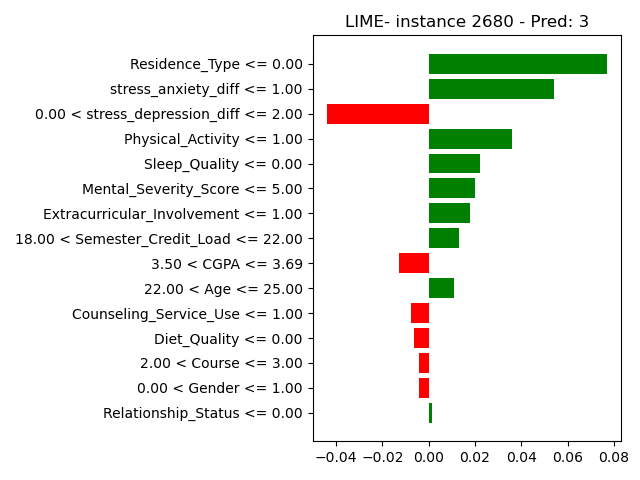 LIME- instance 2680 - Pred: 3
Residence_Type <= 0.00
stress_anxiety_diff <= 1.00
0.00 < stress_depression_diff <= 2.00
Physical_Activity <= 1.00
Sleep_Quality <= 0.00
Mental_Severity_Score <= 5.00
Extracurricular_Involvement <= 1.00
18.00 < Semester_Credit_Load <= 22.00
3.50 < CGPA <= 3.69
22.00 < Age <= 25.00
Counseling_Service_Use <= 1.00
Diet_Quality <= 0.00
2.00 < Course <= 3.00
0.00 < Gender <= 1.00
Relationship_Status <= 0.00
−0.04 −0.02 0.00 0.02 0.04 0.06 0.08